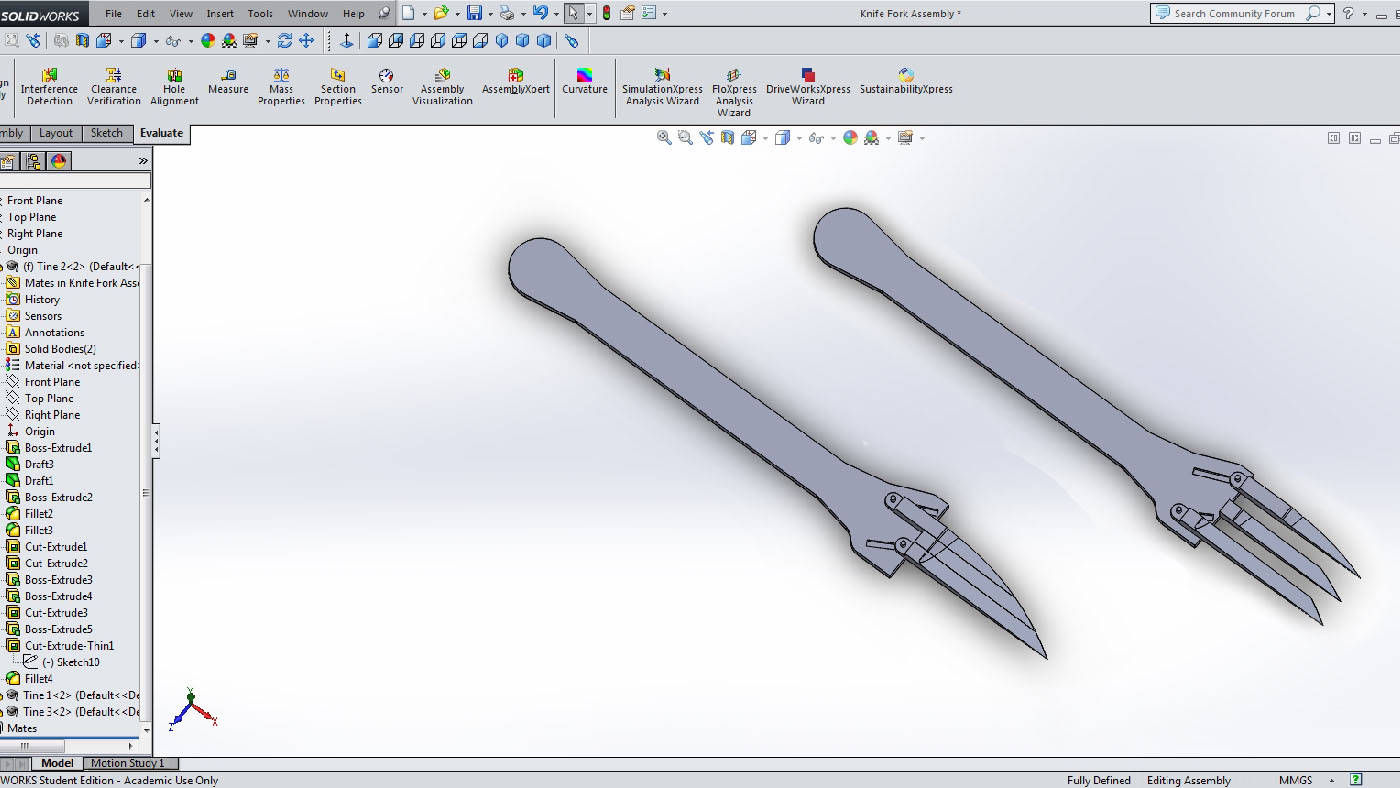 SOLIDWORKS File Edit View Insert Tools Window Help Knife Fork Assembly * Search Community Forum
Interference Detection
Clearance Verification
Hole Alignment
Measure
Mass Properties
Section Properties
Sensor
Assembly Visualization
AssemblyXpert
Curvature
SimulationXpress Analysis Wizard
FloXpress Analysis Wizard
DriveWorksXpress Wizard
SustainabilityXpress
mbly Layout Sketch Evaluate
Front Plane
Top Plane
Right Plane
Origin
(f) Tine 2<2> (Default<
Mates in Knife Fork Ass
History
Sensors
Annotations
Solid Bodies(2)
Material <not specified>
Front Plane
Top Plane
Right Plane
Origin
Boss-Extrude1
Draft3
Draft1
Boss-Extrude2
Fillet2
Fillet3
Cut-Extrude1
Cut-Extrude2
Boss-Extrude3
Boss-Extrude4
Cut-Extrude3
Boss-Extrude5
Cut-Extrude-Thin1
(-) Sketch10
Fillet4
Tine 1<2> (Default<<De
Tine 3<2> (Default<<De
Mates
Y
Z X
Model Motion Study 1
WORKS Student Edition - Academic Use Only Fully Defined Editing Assembly MMGS